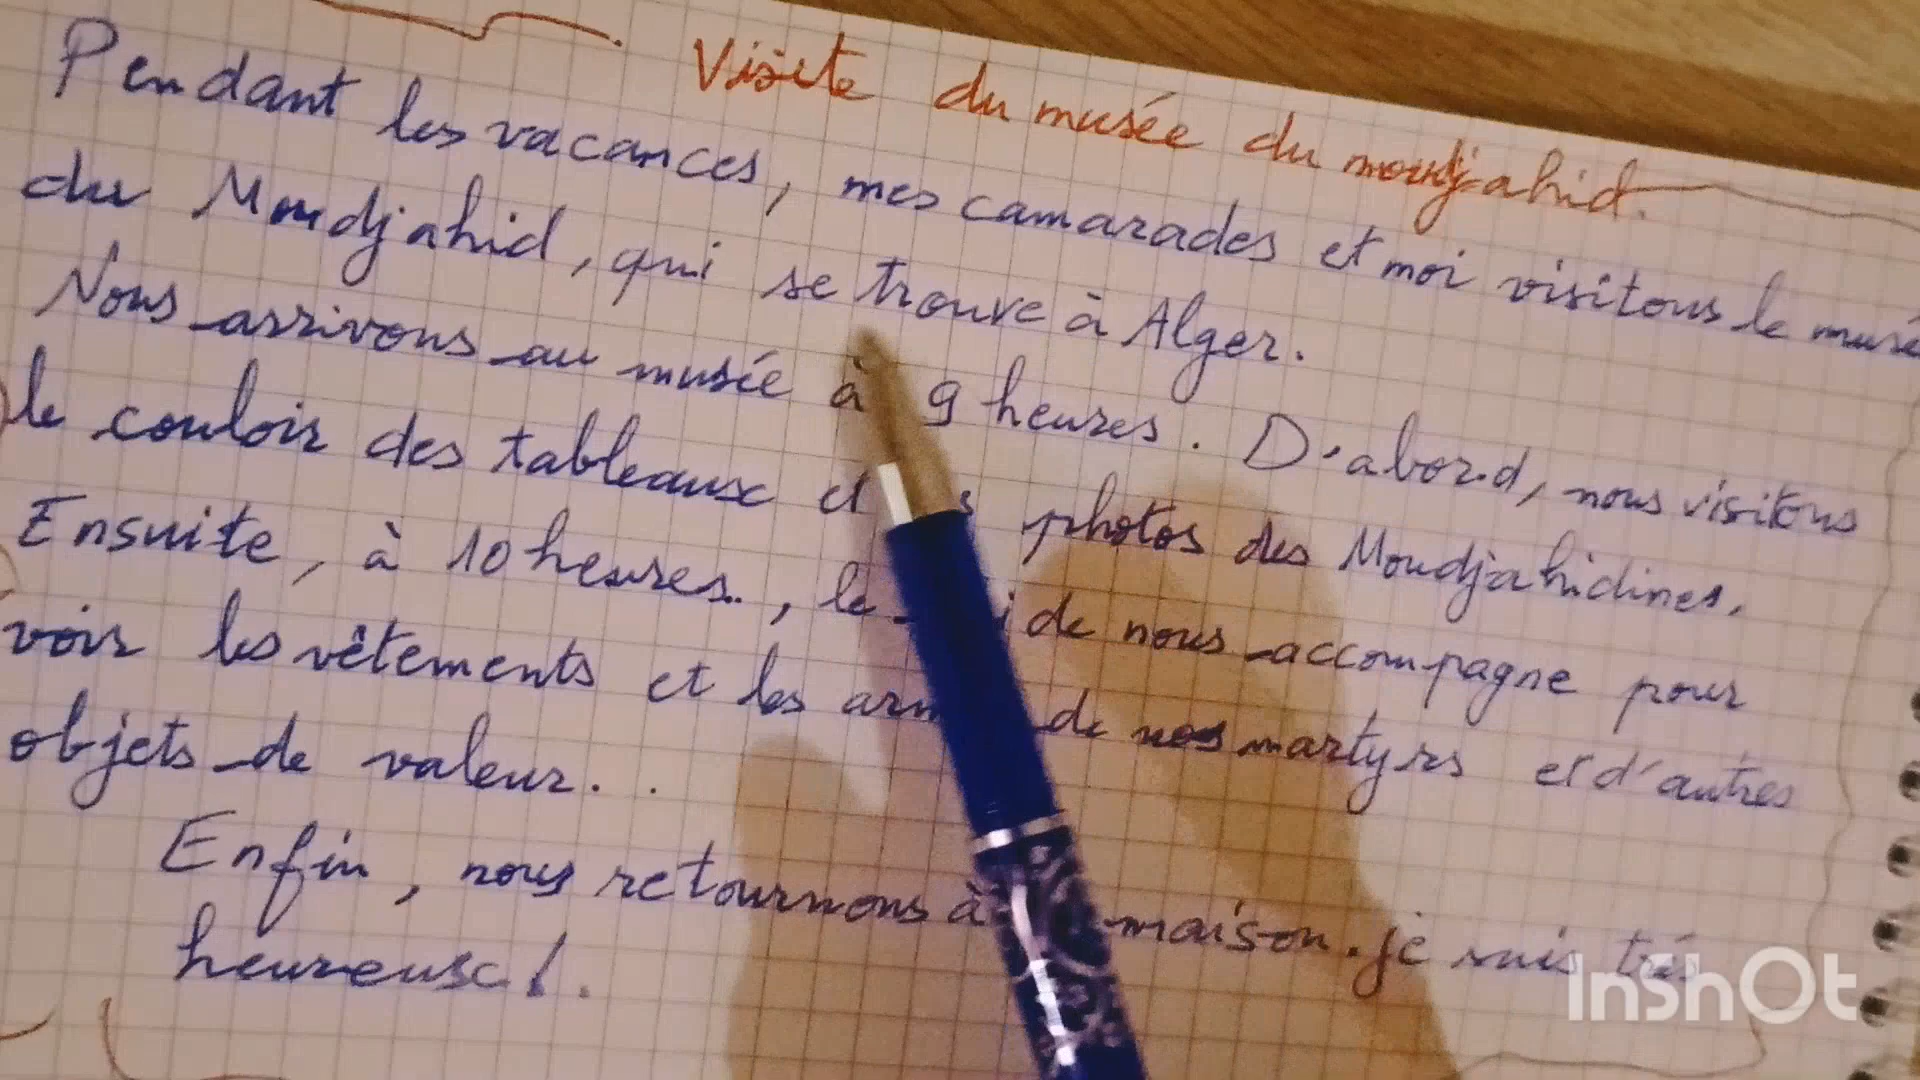 Visite du musée du moudjahid.
Pendant les vacances, mes camarades et moi visitons le musé
du Moudjahid, qui se trouve à Alger.
Nous arrivons au musée à 9 heures. D'abord, nous visitons
le couloir des tableaux et photos des Moudjahidines.
Ensuite, à 10 heures., le nous accompagne pour
voir les vêtements et les de nos martyrs et d'autres
objets de valeur..
Enfin, nous retournons à maison. je suis très
heureux!.
InShOt